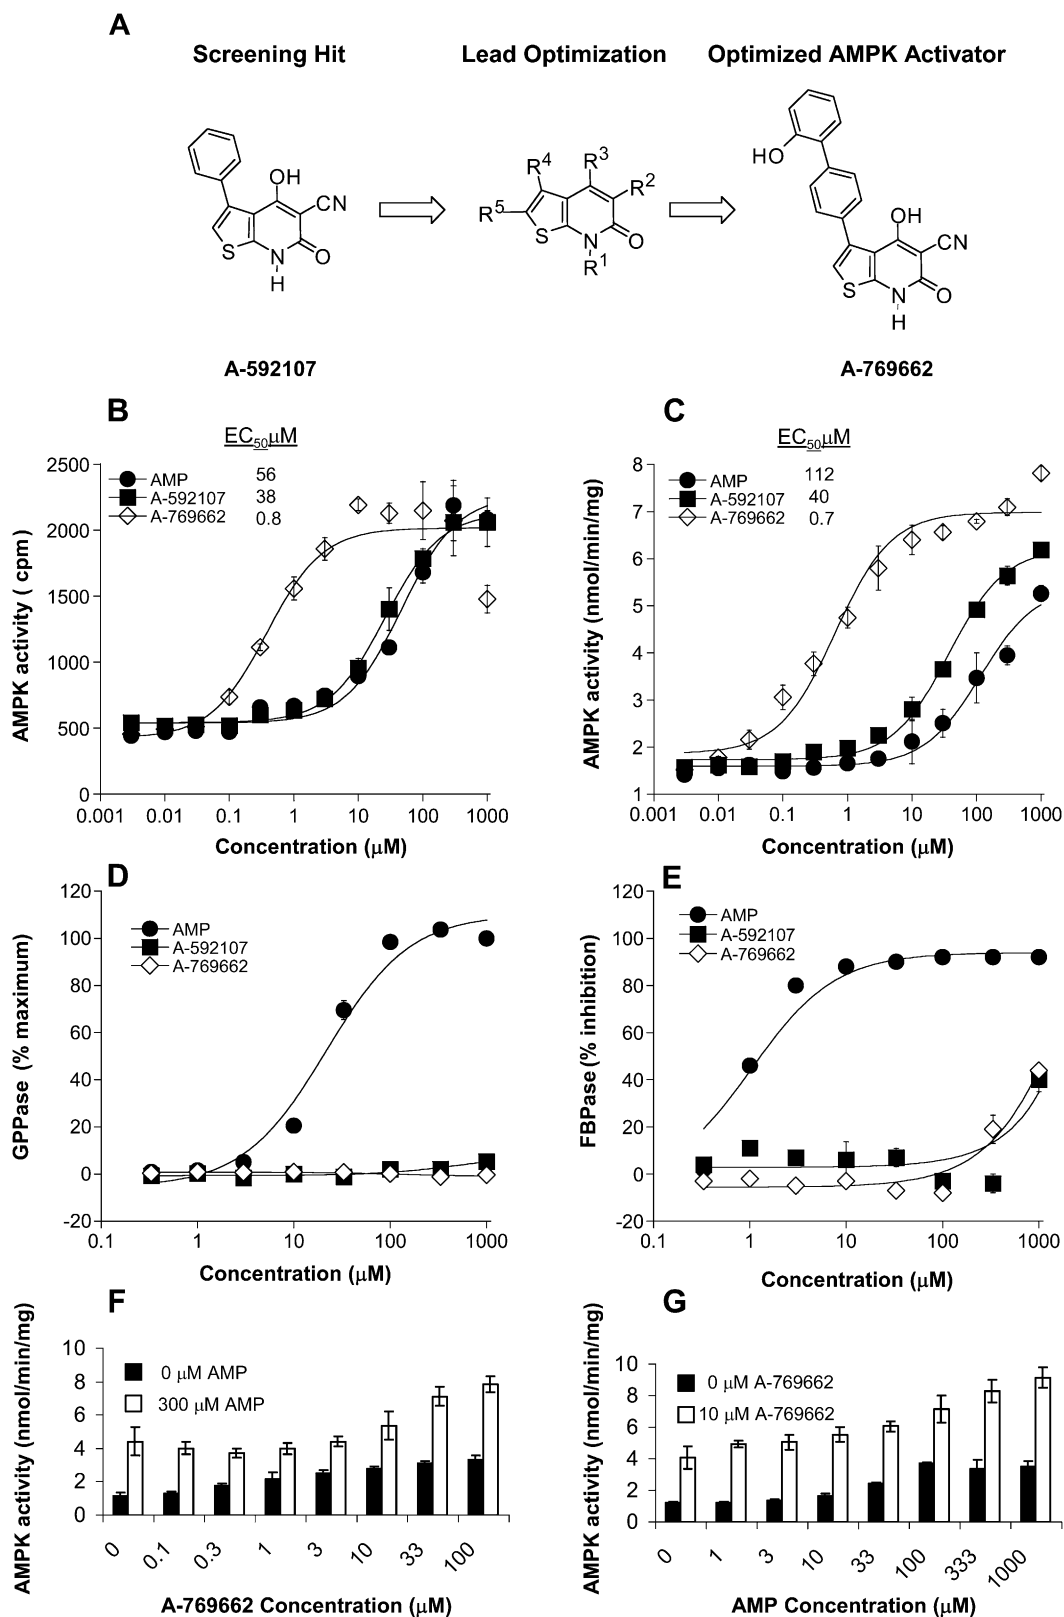 A
Screening Hit
Lead Optimization
Optimized AMPK Activator
HO
OH
CN
S
N
H
O
R4
R3
R2
R5
S
N
O
R1
OH
CN
S
N
H
O
A-592107
A-769662
B
EC50μM
AMP 56
A-592107 38
A-769662 0.8
AMPK activity ( cpm)
2500
2000
1500
1000
500
0
0.001 0.01 0.1 1 10 100 1000
Concentration (μM)
C
EC50μM
AMP 112
A-592107 40
A-769662 0.7
AMPK activity (nmol/min/mg)
8
7
6
5
4
3
2
1
0.001 0.01 0.1 1 10 100 1000
Concentration (μM)
D
AMP
A-592107
A-769662
GPPase (% maximum)
120
100
80
60
40
20
0
-20
0.1 1 10 100 1000
Concentration (μM)
E
AMP
A-592107
A-769662
FBPase (% inhibition)
120
100
80
60
40
20
0
-20
0.1 1 10 100 1000
Concentration (μM)
F
0 μM AMP
300 μM AMP
AMPK activity (nmol/min/mg)
10
8
6
4
2
0
0 0.1 0.3 1 3 10 33 100
A-769662 Concentration (μM)
G
0 μM A-769662
10 μM A-769662
AMPK activity (nmol/min/mg)
10
8
6
4
2
0
0 1 3 10 33 100 333 1000
AMP Concentration (μM)